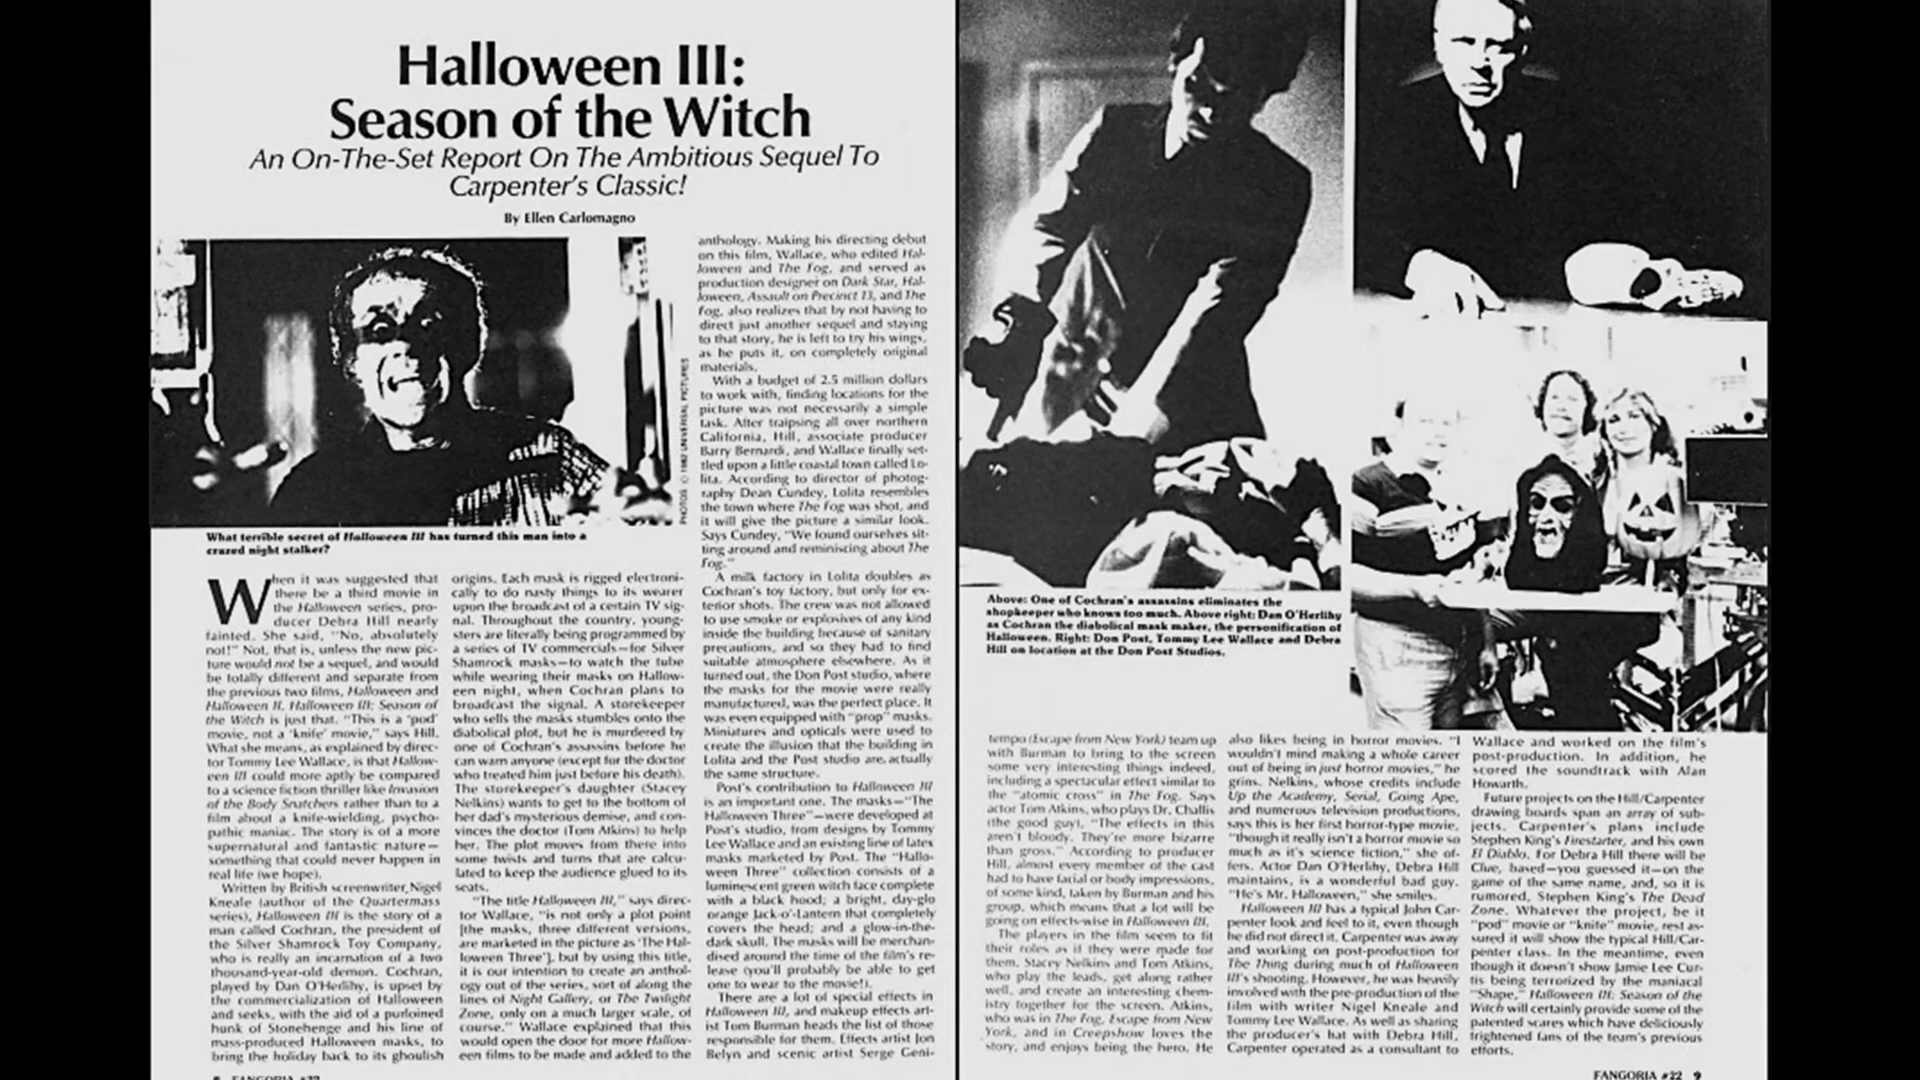 Halloween III:
Season of the Witch
An On-The-Set Report On The Ambitious Sequel To
Carpenter's Classic!
By Ellen Carlomagno
PHOTOS © 1982 UNIVERSAL PICTURES
What terrible secret of Halloween III has turned this man into a
crazed night stalker?
When it was suggested that
there be a third movie in
the Halloween series, pro-
ducer Debra Hill nearly
fainted. She said, "No, absolutely
not!" Not, that is, unless the new pic-
ture would not be a sequel, and would
be totally different and separate from
the previous two films, Halloween and
Halloween II. Halloween III: Season of
the Witch is just that. "This is a 'pod'
movie, not a 'knife' movie," says Hill.
What she means, as explained by direc-
tor Tommy Lee Wallace, is that Hallow-
een III could more aptly be compared
to a science fiction thriller like Invasion
of the Body Snatchers rather than to a
film about a knife-wielding, psycho-
pathic maniac. The story is of a more
supernatural and fantastic nature—
something that could never happen in
real life (we hope).
Written by British screenwriter Nigel
Kneale (author of the Quartermass
series), Halloween III is the story of a
man called Cochran, the president of
the Silver Shamrock Toy Company,
who is really an incarnation of a two
thousand-year-old demon. Cochran,
played by Dan O'Herlihy, is upset by
the commercialization of Halloween
and seeks, with the aid of a purloined
hunk of Stonehenge and his line of
mass-produced Halloween masks, to
bring the holiday back to its ghoulish
origins. Each mask is rigged electroni-
cally to do nasty things to its wearer
upon the broadcast of a certain TV sig-
nal. Throughout the country, young-
sters are literally being programmed by
a series of TV commercials—for Silver
Shamrock masks—to watch the tube
while wearing their masks on Hallow-
een night, when Cochran plans to
broadcast the signal. A storekeeper
who sells the masks stumbles onto the
diabolical plot, but he is murdered by
one of Cochran's assassins before he
can warn anyone (except for the doctor
who treated him just before his death).
The storekeeper's daughter (Stacey
Nelkins) wants to get to the bottom of
her dad's mysterious demise, and con-
vinces the doctor (Tom Atkins) to help
her. The plot moves from there into
some twists and turns that are calcu-
lated to keep the audience glued to its
seats.
"The title Halloween III," says direc-
tor Wallace, "is not only a plot point
[the masks, three different versions,
are marketed in the picture as 'The Hal-
loween Three'], but by using this title,
it is our intention to create an anthol-
ogy out of the series, sort of along the
lines of Night Gallery, or The Twilight
Zone, only on a much larger scale, of
course." Wallace explained that this
would open the door for more Hallow-
een films to be made and added to the
anthology. Making his directing debut
on this film, Wallace, who edited Hal-
loween and The Fog, and served as
production designer on Dark Star, Hal-
loween, Assault on Precinct 13, and The
Fog, also realizes that by not having to
direct just another sequel and staying
to that story, he is left to try his wings,
as he puts it, on completely original
materials.
With a budget of 2.5 million dollars
to work with, finding locations for the
picture was not necessarily a simple
task. After traipsing all over northern
California, Hill, associate producer
Barry Bernardi, and Wallace finally set-
tled upon a little coastal town called Lo-
lita. According to director of photog-
raphy Dean Cundey, Lolita resembles
the town where The Fog was shot, and
it will give the picture a similar look.
Says Cundey, "We found ourselves sit-
ting around and reminiscing about The
Fog."
A milk factory in Lolita doubles as
Cochran's toy factory, but only for ex-
terior shots. The crew was not allowed
to use smoke or explosives of any kind
inside the building because of sanitary
precautions, and so they had to find
suitable atmosphere elsewhere. As it
turned out, the Don Post studio, where
the masks for the movie were really
manufactured, was the perfect place. It
was even equipped with "prop" masks.
Miniatures and opticals were used to
create the illusion that the building in
Lolita and the Post studio are, actually
the same structure.
Post's contribution to Halloween III
is an important one. The masks—"The
Halloween Three"—were developed at
Post's studio, from designs by Tommy
Lee Wallace and an existing line of latex
masks marketed by Post. The "Hallo-
ween Three" collection consists of a
luminescent green witch face complete
with a black hood; a bright, day-glo
orange Jack-o'-Lantern that completely
covers the head; and a glow-in-the-
dark skull. The masks will be merchan-
dised around the time of the film's re-
lease (you'll probably be able to get
one to wear to the movie!).
There are a lot of special effects in
Halloween III, and makeup effects art-
ist Tom Burman heads the list of those
responsible for them. Effects artist Jon
Belyn and scenic artist Serge Geni-
8 FANGORIA #22
Above: One of Cochran's assassins eliminates the
shopkeeper who knows too much. Above right: Dan O'Herlihy
as Cochran the diabolical mask maker, the personification of
Halloween. Right: Don Post, Tommy Lee Wallace and Debra
Hill on location at the Don Post Studios.
tempo (Escape from New York) team up
with Burman to bring to the screen
some very interesting things indeed,
including a spectacular effect similar to
the "atomic cross" in The Fog. Says
actor Tom Atkins, who plays Dr. Challis
(the good guy), "The effects in this
aren't bloody. They're more bizarre
than gross." According to producer
Hill, almost every member of the cast
had to have facial or body impressions,
of some kind, taken by Burman and his
group, which means that a lot will be
going on effects-wise in Halloween III.
The players in the film seem to fit
their roles as if they were made for
them. Stacey Nelkins and Tom Atkins,
who play the leads, get along rather
well, and create an interesting chem-
istry together for the screen. Atkins,
who was in The Fog, Escape from New
York, and in Creepshow loves the
story, and enjoys being the hero. He
also likes being in horror movies. "I
wouldn't mind making a whole career
out of being in just horror movies," he
grins. Nelkins, whose credits include
Up the Academy, Serial, Going Ape,
and numerous television productions,
says this is her first horror-type movie,
"though it really isn't a horror movie so
much as it's science fiction," she of-
fers. Actor Dan O'Herlihy, Debra Hill
maintains, is a wonderful bad guy.
"He's Mr. Halloween," she smiles.
Halloween III has a typical John Car-
penter look and feel to it, even though
he did not direct it. Carpenter was away
and working on post-production for
The Thing during much of Halloween
III's shooting. However, he was heavily
involved with the pre-production of the
film with writer Nigel Kneale and
Tommy Lee Wallace. As well as sharing
the producer's hat with Debra Hill,
Carpenter operated as a consultant to
Wallace and worked on the film's
post-production. In addition, he
scored the soundtrack with Alan
Howarth.
Future projects on the Hill/Carpenter
drawing boards span an array of sub-
jects. Carpenter's plans include
Stephen King's Firestarter, and his own
El Diablo. For Debra Hill there will be
Clue, based—you guessed it—on the
game of the same name, and, so it is
rumored, Stephen King's The Dead
Zone. Whatever the project, be it
"pod" movie or "knife" movie, rest as-
sured it will show the typical Hill/Car-
penter class. In the meantime, even
though it doesn't show Jamie Lee Cur-
tis being terrorized by the maniacal
"Shape," Halloween III: Season of the
Witch will certainly provide some of the
patented scares which have deliciously
frightened fans of the team's previous
efforts.
FANGORIA #22 9